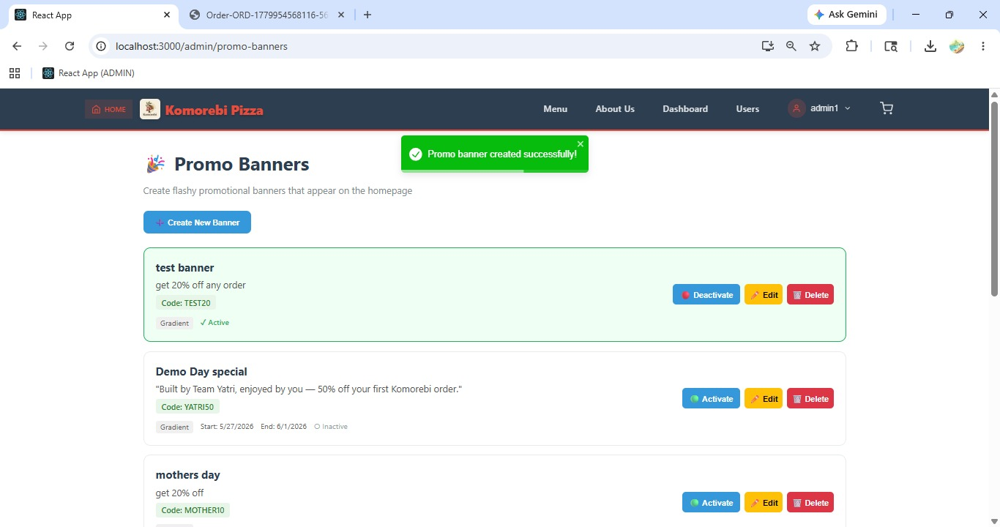 React App
Order-ORD-1779954568116-56
Ask Gemini
localhost:3000/admin/promo-banners
React App (ADMIN)
HOME
Komorebi Pizza
Menu
About Us
Dashboard
Users
admin1
Promo banner created successfully!
🎉 Promo Banners
Create flashy promotional banners that appear on the homepage
➕ Create New Banner
test banner
get 20% off any order
Code: TEST20
Gradient ✓ Active
🔴 Deactivate
✏️ Edit
🗑️ Delete
Demo Day special
"Built by Team Yatri, enjoyed by you — 50% off your first Komorebi order."
Code: YATRI50
Gradient Start: 5/27/2026 End: 6/1/2026 ○ Inactive
🟢 Activate
✏️ Edit
🗑️ Delete
mothers day
get 20% off
Code: MOTHER10
🟢 Activate
✏️ Edit
🗑️ Delete